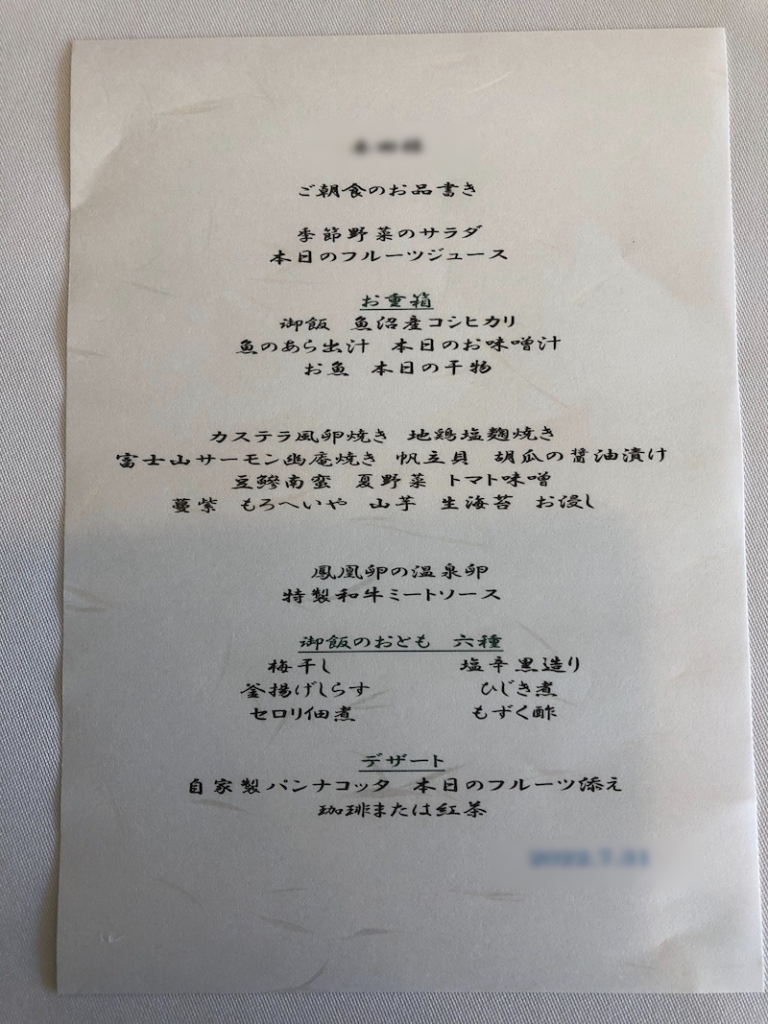 ご朝食のお品書き
季節野菜のサラダ
本日のフルーツジュース
お重箱
御飯 魚沼産コシヒカリ
魚のあら出汁 本日のお味噌汁
お魚 本日の干物
カステラ風卵焼き 地鶏塩麹焼き
富士山サーモン幽庵焼き 帆立貝 胡瓜の醤油漬け
豆鯵南蛮 夏野菜 トマト味噌
蔓紫 もろへいや 山芋 生海苔 お浸し
鳳凰卵の温泉卵
特製和牛ミートソース
御飯のおとも 六種
梅干し 塩辛黒造り
釜揚げしらす ひじき煮
セロリ佃煮 もずく酢
デザート
自家製パンナコッタ 本日のフルーツ添え
珈琲または紅茶